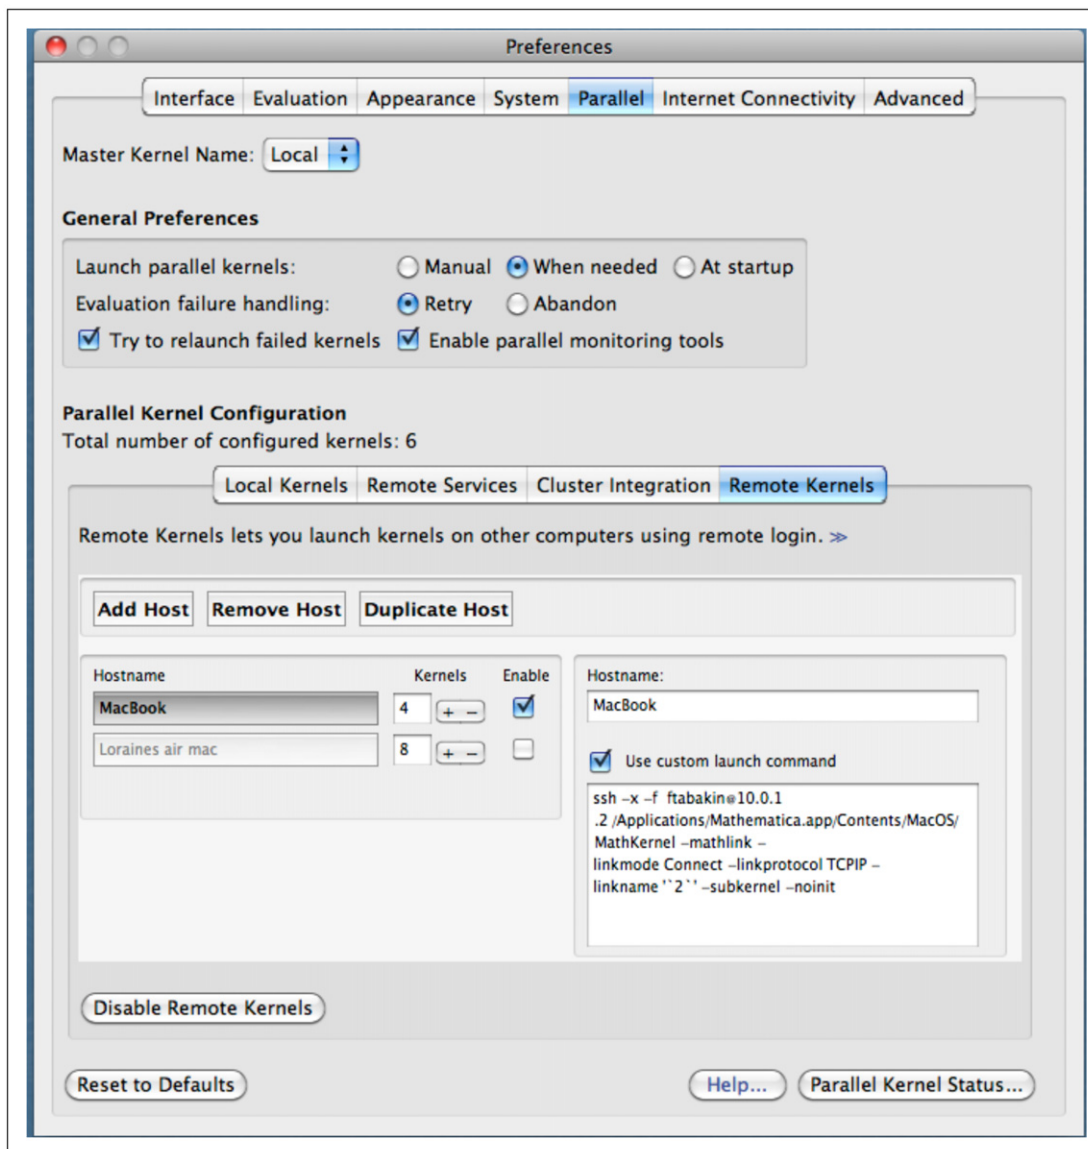 Preferences
Interface Evaluation Appearance System Parallel Internet Connectivity Advanced
Master Kernel Name: Local
General Preferences
Launch parallel kernels: Manual When needed At startup
Evaluation failure handling: Retry Abandon
Try to relaunch failed kernels Enable parallel monitoring tools
Parallel Kernel Configuration
Total number of configured kernels: 6
Local Kernels Remote Services Cluster Integration Remote Kernels
Remote Kernels lets you launch kernels on other computers using remote login. ≫
Add Host Remove Host Duplicate Host
Hostname Kernels Enable
MacBook 4 + −
Loraines air mac 8 + −
Hostname:
MacBook
Use custom launch command
ssh –x –f ftabakin@10.0.1
.2 /Applications/Mathematica.app/Contents/MacOS/
MathKernel –mathlink –
linkmode Connect –linkprotocol TCPIP –
linkname '`2`' –subkernel –noinit
Disable Remote Kernels
Reset to Defaults Help... Parallel Kernel Status...